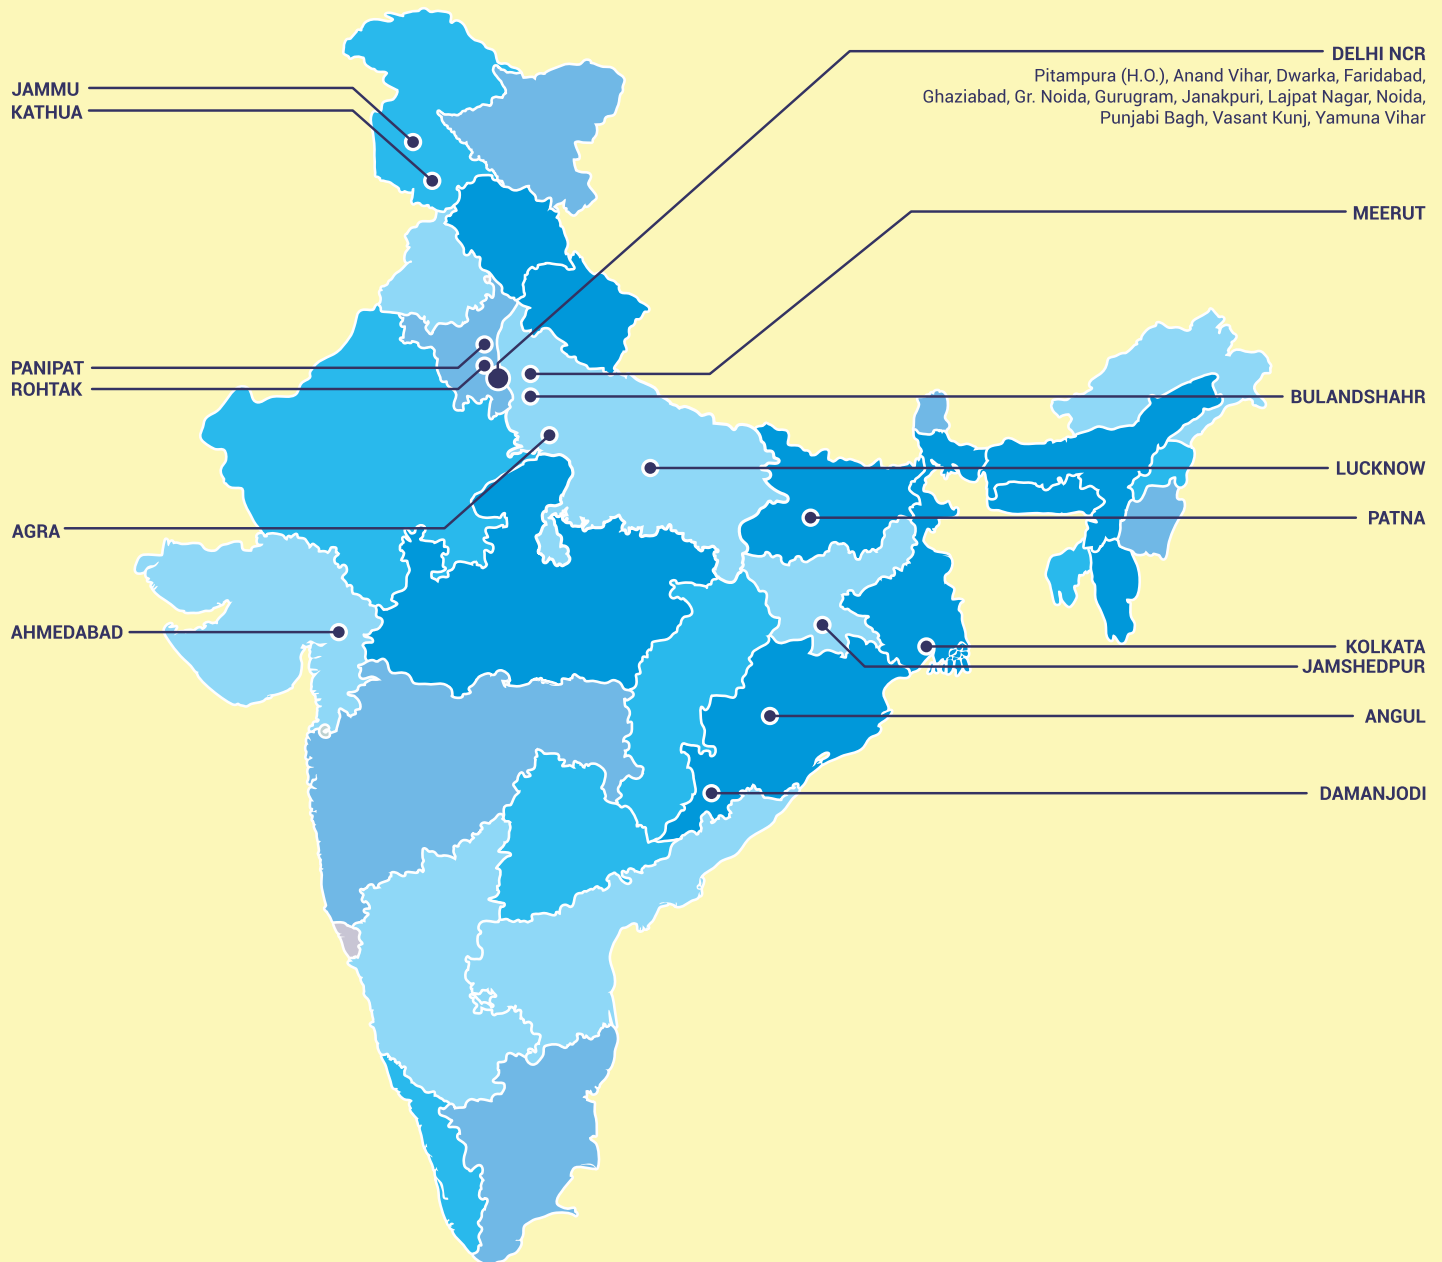 JAMMU
KATHUA
PANIPAT
ROHTAK
AGRA
AHMEDABAD
DELHI NCR
Pitampura (H.O.), Anand Vihar, Dwarka, Faridabad,
Ghaziabad, Gr. Noida, Gurugram, Janakpuri, Lajpat Nagar, Noida,
Punjabi Bagh, Vasant Kunj, Yamuna Vihar
MEERUT
BULANDSHAHR
LUCKNOW
PATNA
KOLKATA
JAMSHEDPUR
ANGUL
DAMANJODI